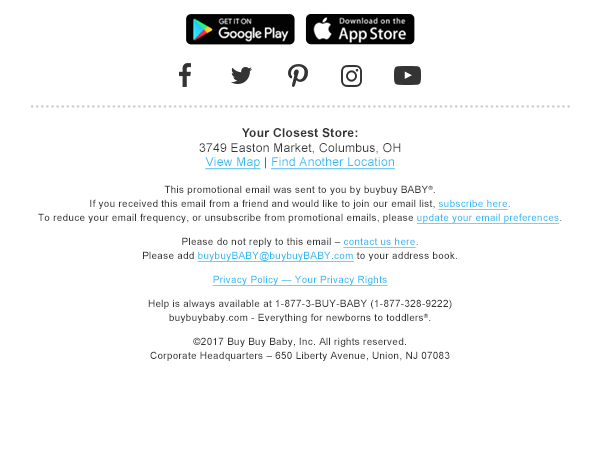 GET IT ON
Google Play
Download on the
App Store
Your Closest Store:
3749 Easton Market, Columbus, OH
View Map | Find Another Location
This promotional email was sent to you by buybuy BABY®.
If you received this email from a friend and would like to join our email list, subscribe here.
To reduce your email frequency, or unsubscribe from promotional emails, please update your email preferences.
Please do not reply to this email – contact us here.
Please add buybuyBABY@buybuyBABY.com to your address book.
Privacy Policy — Your Privacy Rights
Help is always available at 1-877-3-BUY-BABY (1-877-328-9222)
buybuybaby.com - Everything for newborns to toddlers®.
©2017 Buy Buy Baby, Inc. All rights reserved.
Corporate Headquarters – 650 Liberty Avenue, Union, NJ 07083